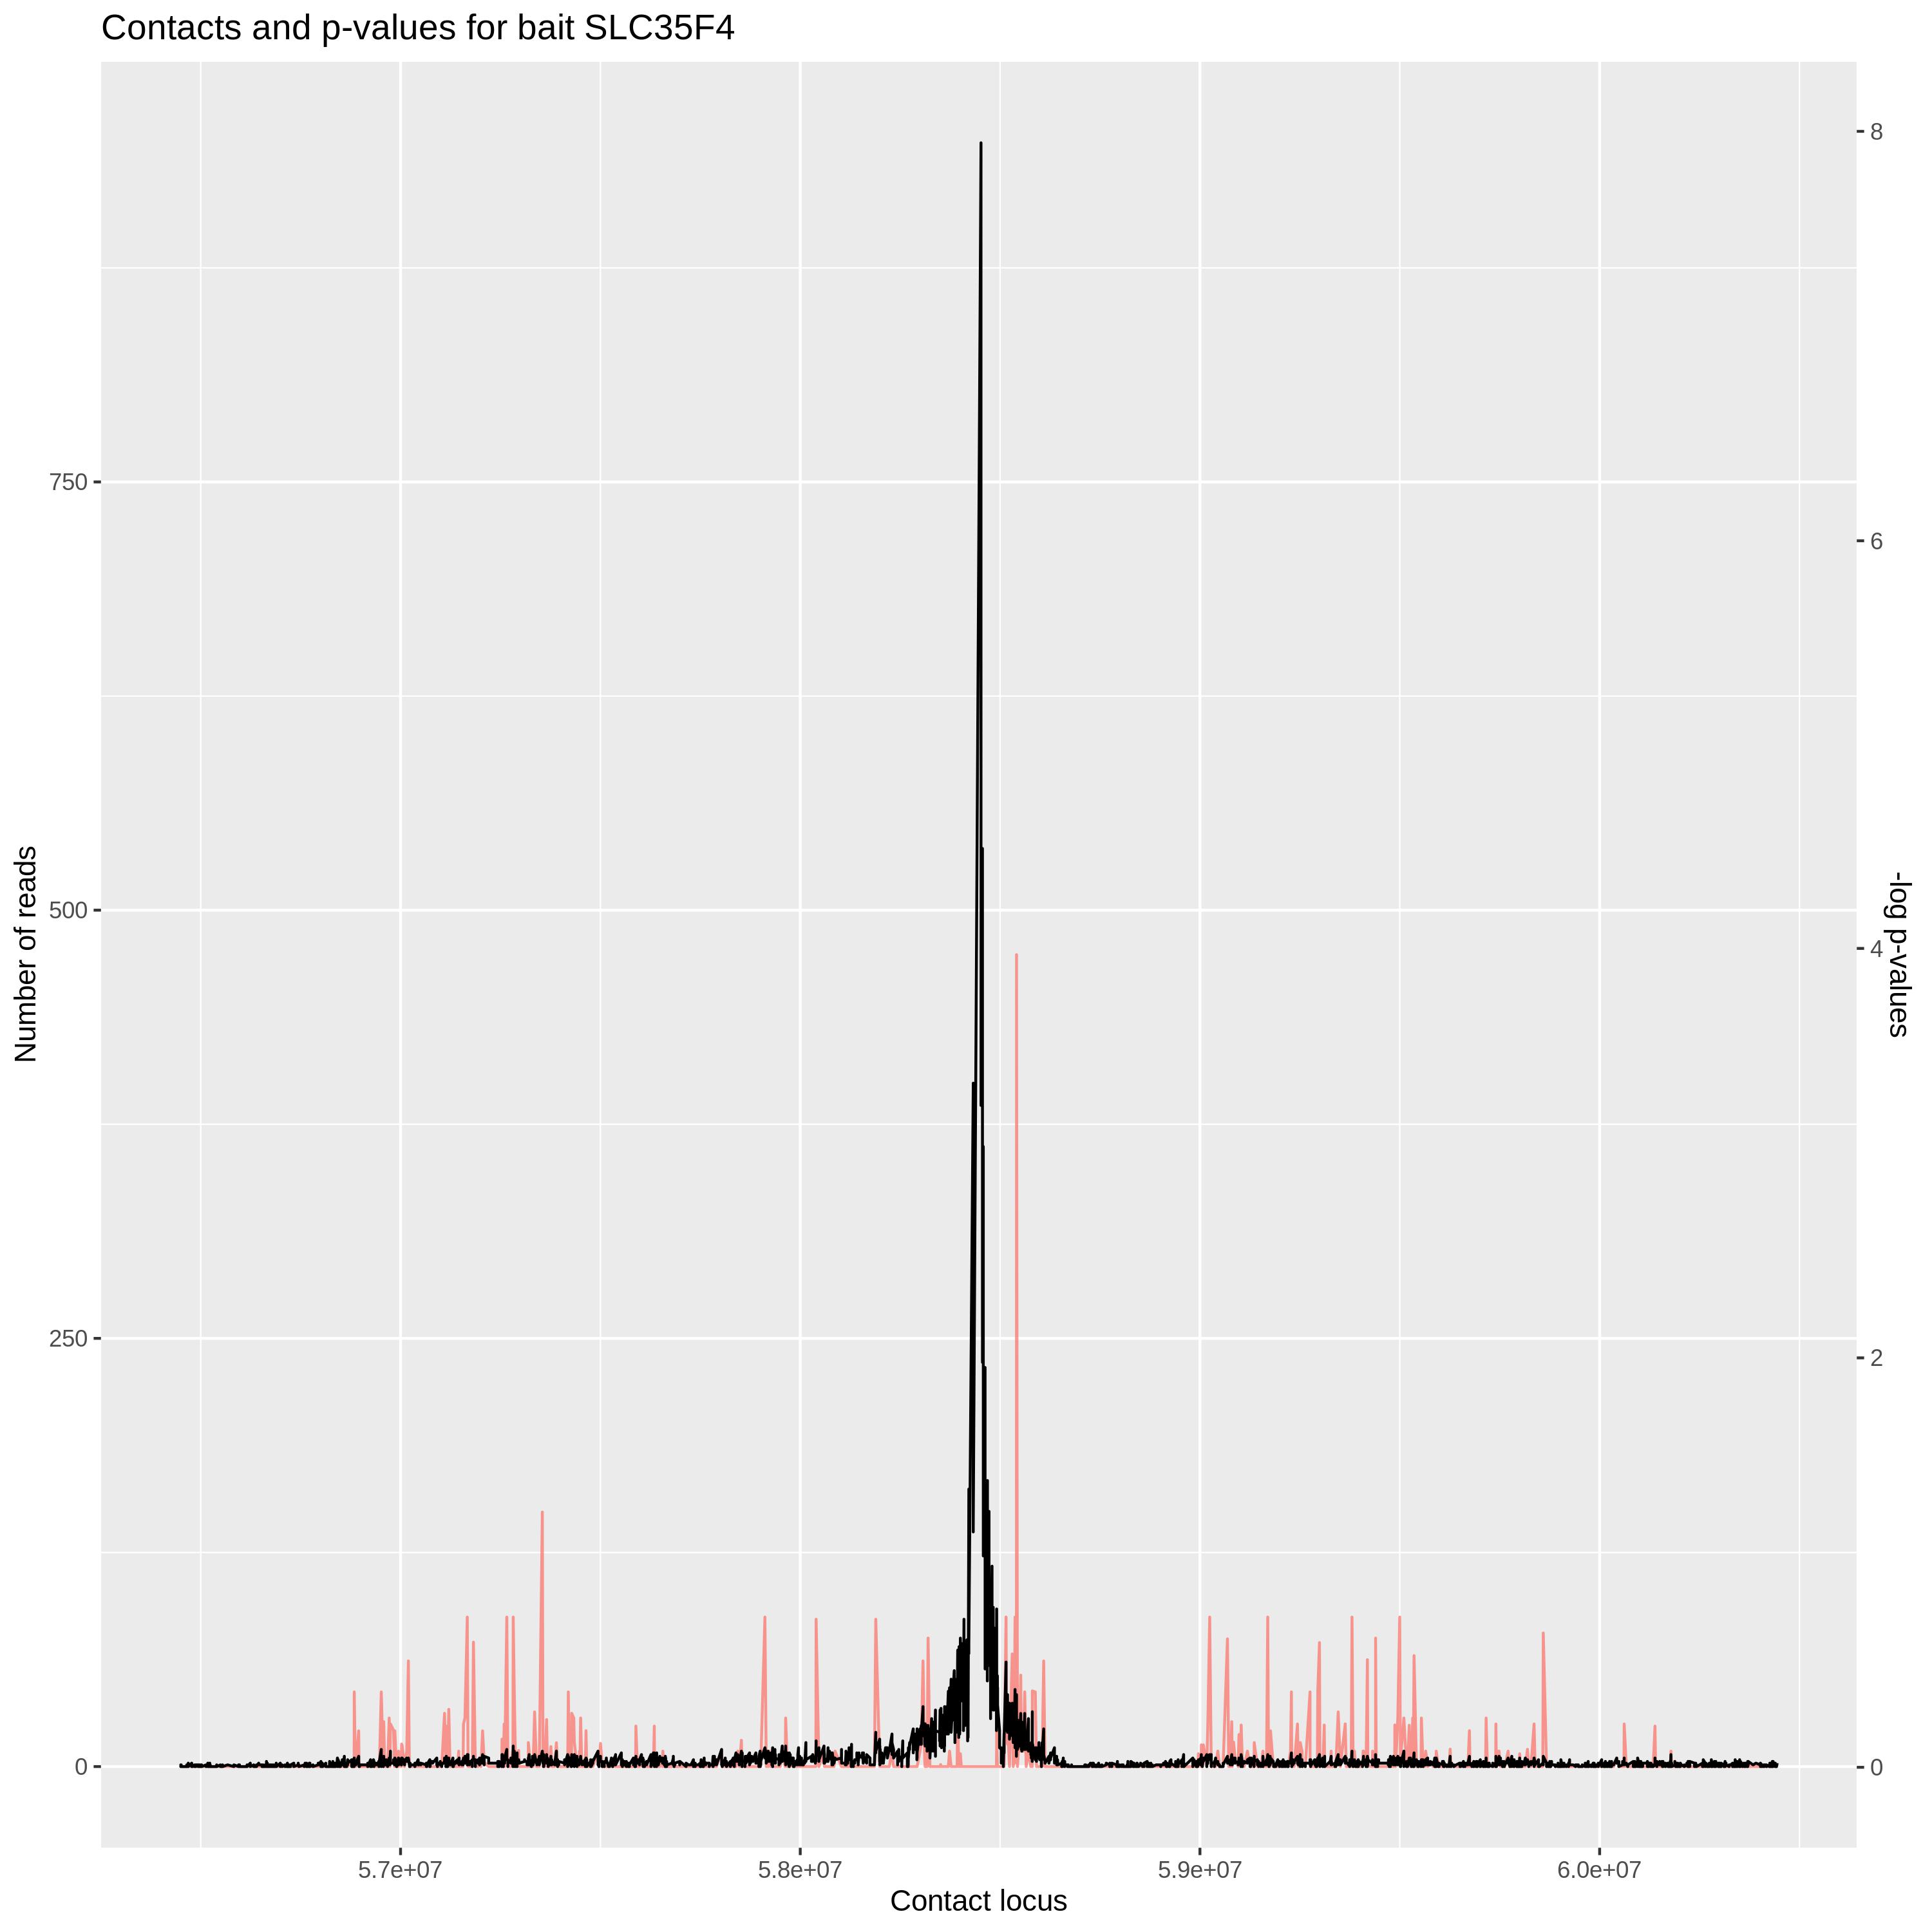 Contacts and p-values for bait SLC35F4
8
750
6
Number of reads
500
4
-log p-values
250
2
0
0
5.7e+07
5.8e+07
5.9e+07
6.0e+07
Contact locus